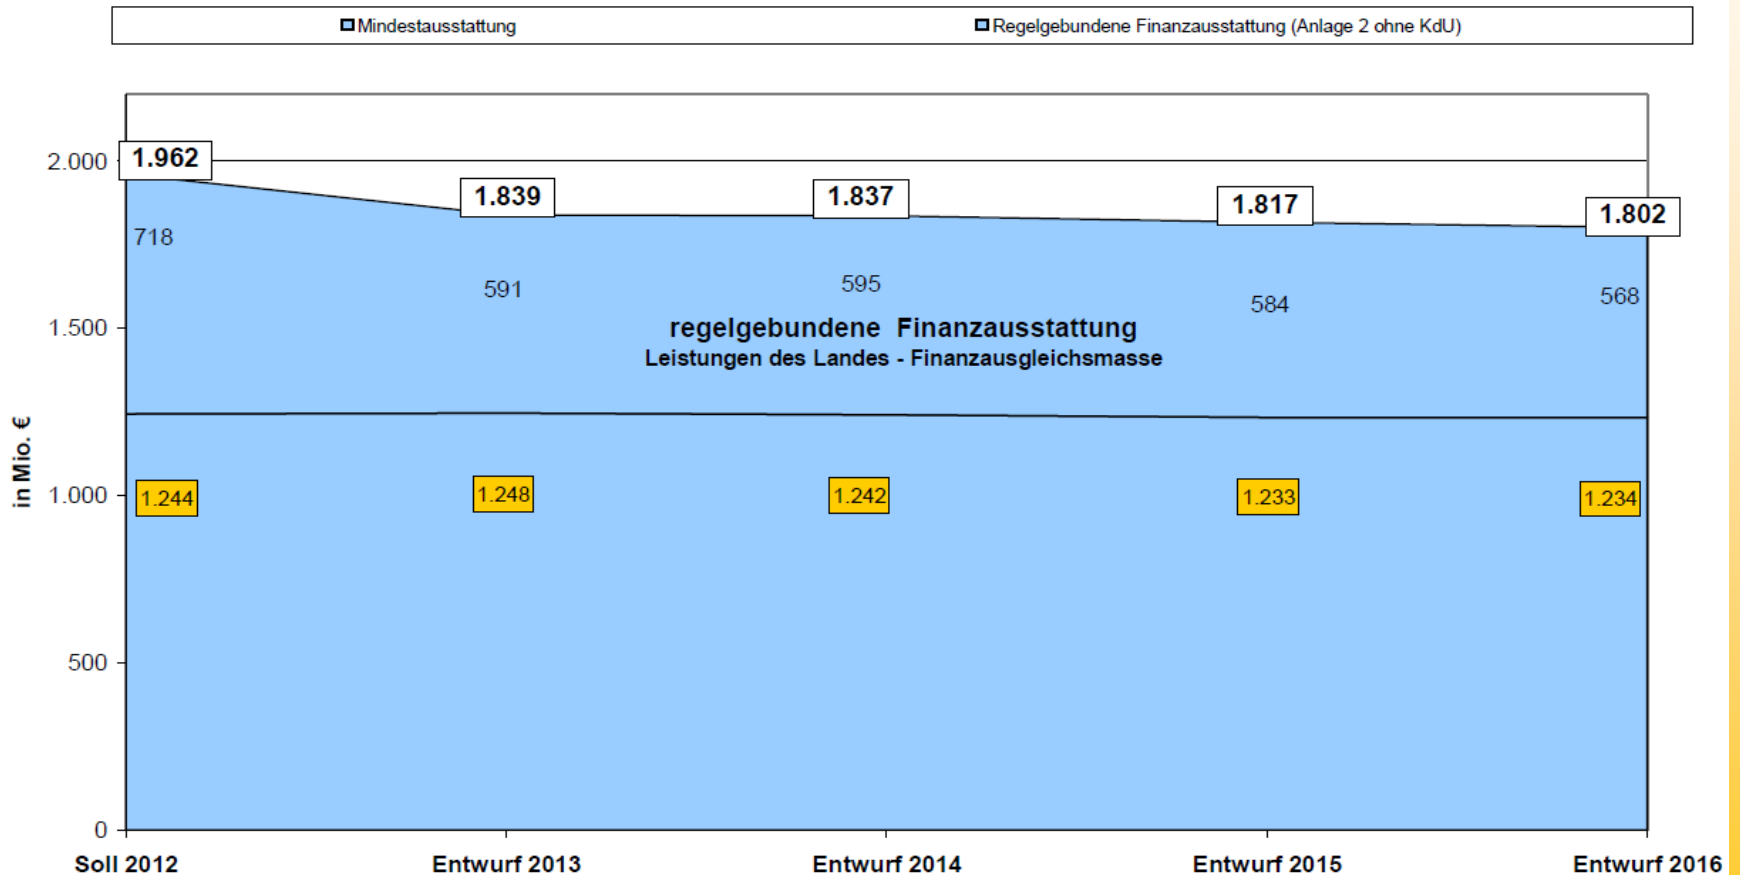 Mindestausstattung Regelgebundene Finanzausstattung (Anlage 2 ohne KdU)
in Mio. €
2.000
1.500
1.000
500
0
1.962 1.839 1.837 1.817 1.802
718 591 595 584 568
regelgebundene Finanzausstattung
Leistungen des Landes - Finanzausgleichsmasse
1.244 1.248 1.242 1.233 1.234
Soll 2012 Entwurf 2013 Entwurf 2014 Entwurf 2015 Entwurf 2016